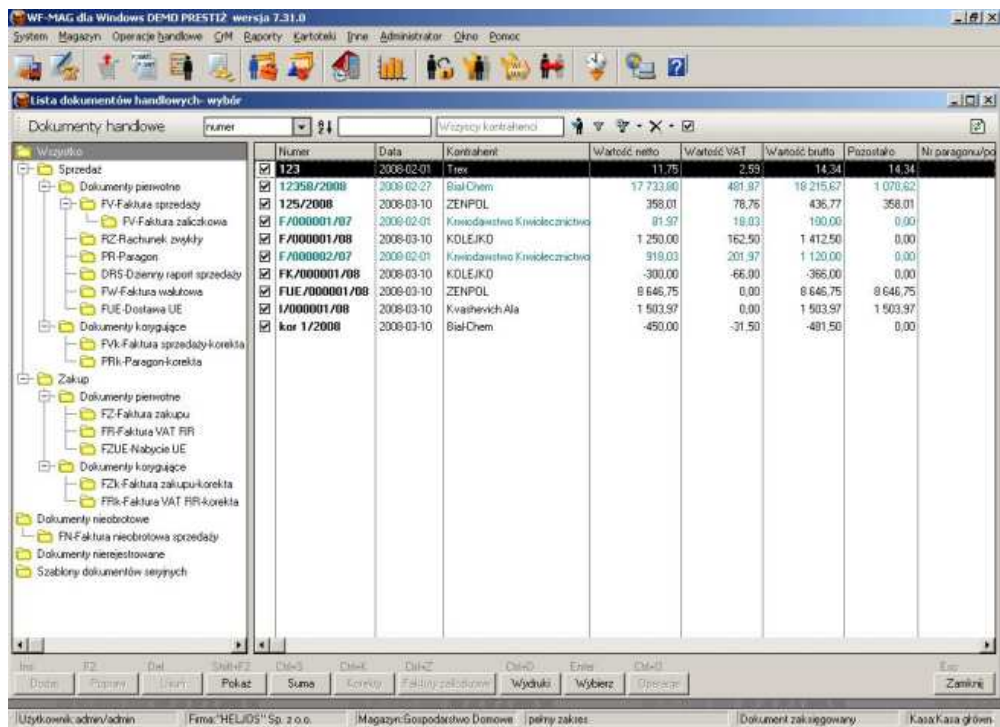 WF-MAG dla Windows DEMO PRESTIŻ wersja 7.31.0
System Magazyn Operacje handlowe CrM Raporty Kartoteki Inne Administrator Okno Pomoc
Lista dokumentów handlowych- wybór
Dokumenty handlowe numer Wszyscy kontrahenci
Wszystko
Sprzedaż
Dokumenty pierwotne
FV-Faktura sprzedaży
FV-Faktura zaliczkowa
RZ-Rachunek zwykły
PR-Paragon
DRS-Dzienny raport sprzedaży
FW-Faktura walutowa
FUE-Dostawa UE
Dokumenty korygujące
FVk-Faktura sprzedaży-korekta
PRk-Paragon-korekta
Zakup
Dokumenty pierwotne
FZ-Faktura zakupu
FR-Faktura VAT RR
FZUE-Nabycie UE
Dokumenty korygujące
FZk-Faktura zakupu-korekta
FRk-Faktura VAT RR-korekta
Dokumenty nieobrotowe
FN-Faktura nieobrotowa sprzedaży
Dokumenty nierejestrowane
Szablony dokumentów seryjnych
Numer Data Kontrahent Wartość netto Wartość VAT Wartość brutto Pozostało Nr paragonu/po
123 2008-02-01 Trex 11,75 2,59 14,34 14,34
12358/2008 2008-02-27 Bial-Chem 17 733,80 481,87 18 215,67 1 078,62
125/2008 2008-03-10 ZENPOL 358,01 78,76 436,77 358,01
F/000001/07 2008-02-01 Krwiodawstwo Krwiolecznictwo 81,97 18,03 100,00 0,00
F/000001/08 2008-03-10 KOLEJKO 1 250,00 162,50 1 412,50 0,00
F/000002/07 2008-02-01 Krwiodawstwo Krwiolecznictwo 918,03 201,97 1 120,00 0,00
FK/000001/08 2008-03-10 KOLEJKO -300,00 -66,00 -366,00 0,00
FUE/000001/08 2008-03-10 ZENPOL 8 646,75 0,00 8 646,75 8 646,75
I/000001/08 2008-03-10 Kvashevich Ala 1 503,97 0,00 1 503,97 1 503,97
kor 1/2008 2008-03-10 Bial-Chem -450,00 -31,50 -481,50 0,00
Ins F2 Del Shift+F2 Ctrl+S Ctrl+K Ctrl+Z Ctrl+D Enter Ctrl+O Esc
Dodaj Popraw Usuń Pokaż Suma Korekty Faktury zaliczkowe Wydruki Wybierz Operacje Zamknij
Użytkownik: admin/admin Firma:"HELIOS" Sp. z o.o. Magazyn:Gospodarstwo Domowe pełny zakres Dokument zaksięgowany Kasa:Kasa główn